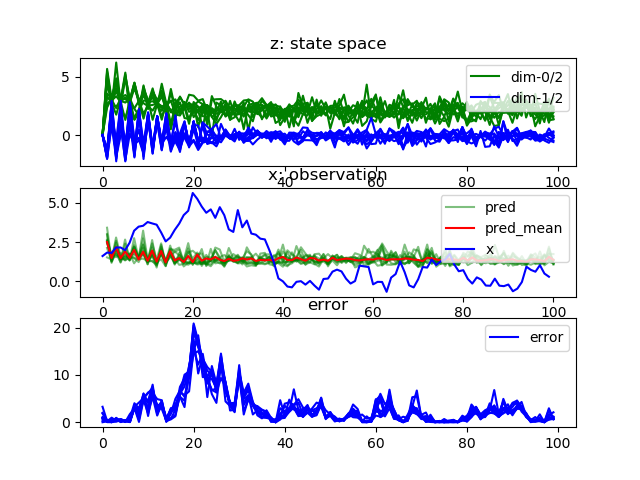 z: state space
5
0
dim-0/2
dim-1/2
0 20 40 60 80 100
x: observation
5.0
2.5
0.0
pred
pred_mean
x
0 20 40 60 80 100
error
20
10
0
error
0 20 40 60 80 100